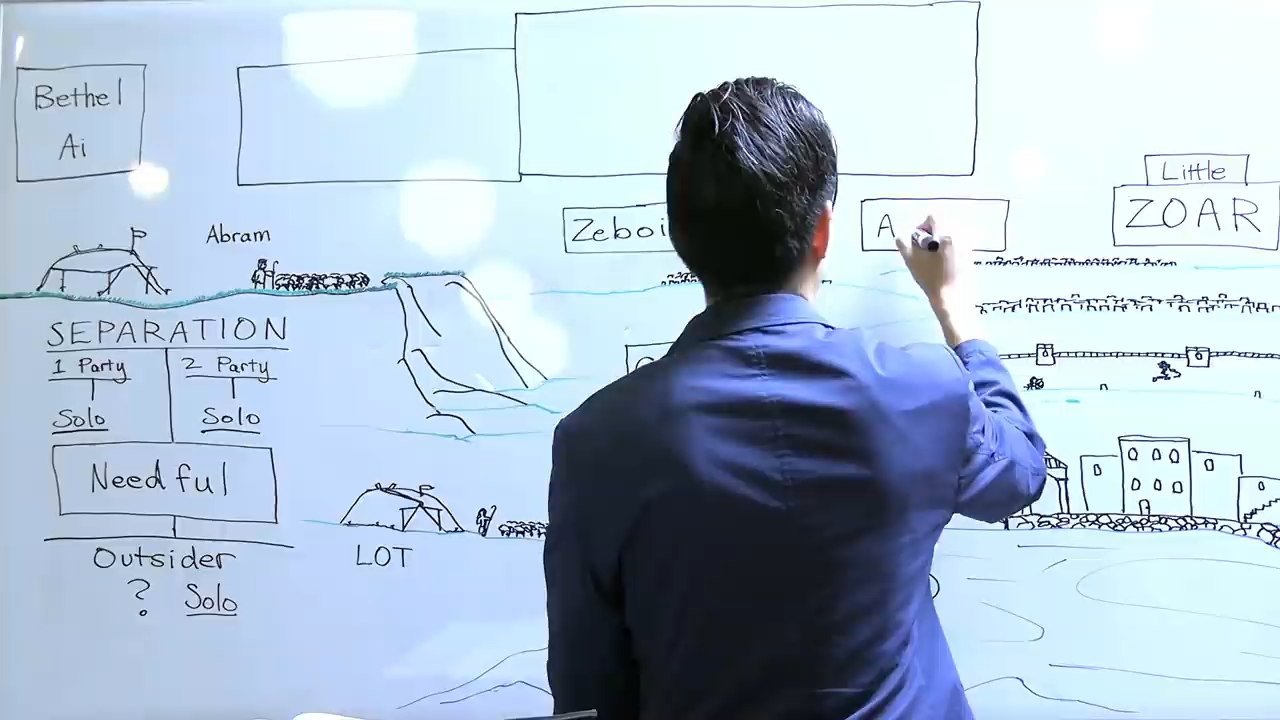 Bethel
Ai
Little
ZOAR
Zeboi
A
Abram
SEPARATION
1 Party
2 Party
Solo
Solo
Needful
LOT
Outsider
?
Solo